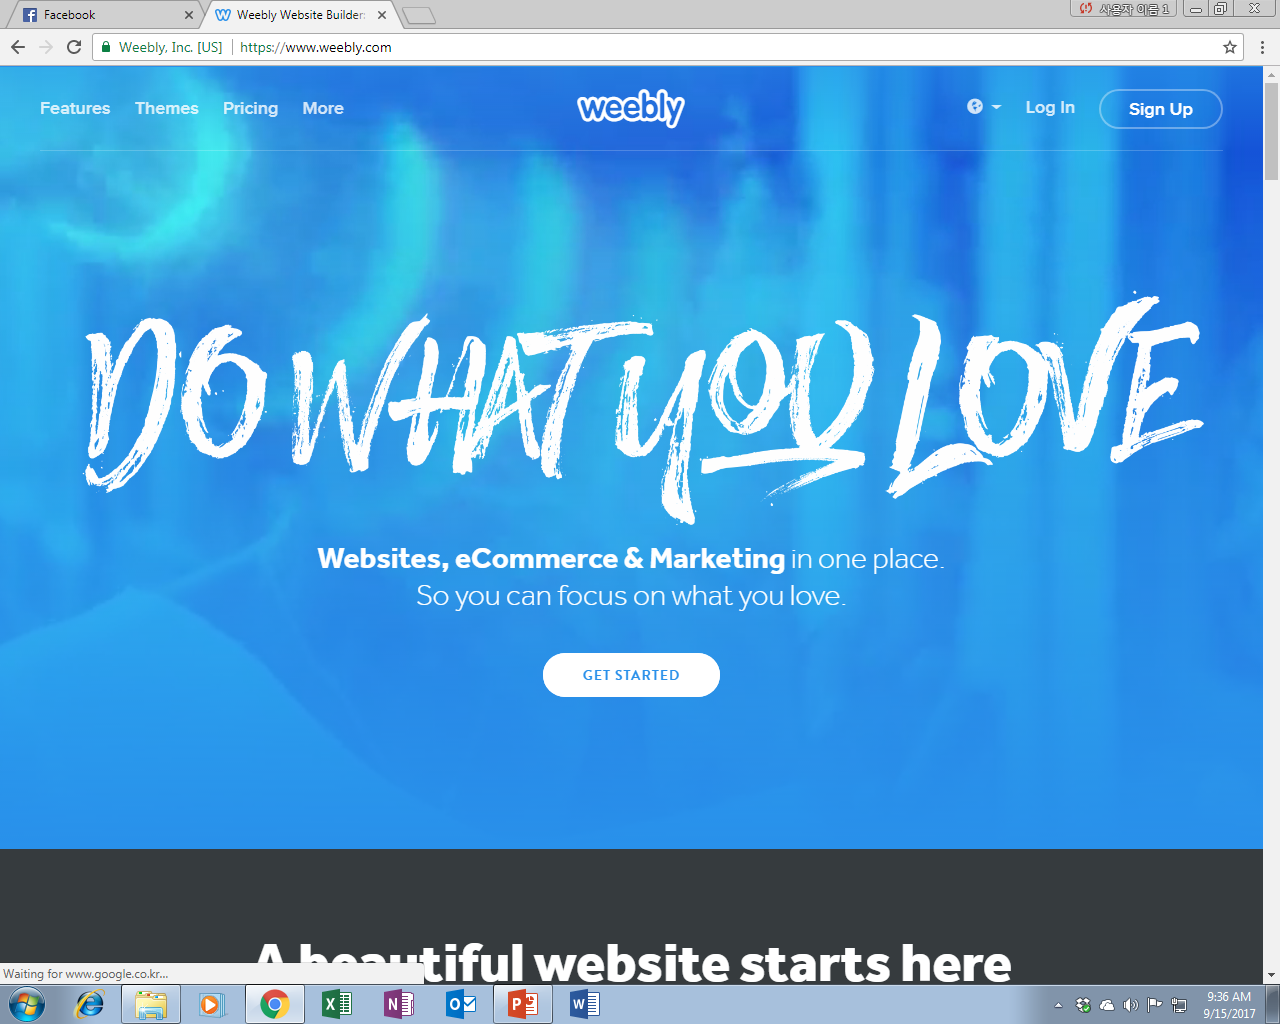 Facebook
Weebly Website Builder:
사용자 이름 1
Weebly, Inc. [US]
https://www.weebly.com
Features Themes Pricing More
weebly
Log In
Sign Up
DO WHAT YOU LOVE
Websites, eCommerce & Marketing in one place.
So you can focus on what you love.
GET STARTED
A beautiful website starts here
Waiting for www.google.co.kr...
9:36 AM
9/15/2017